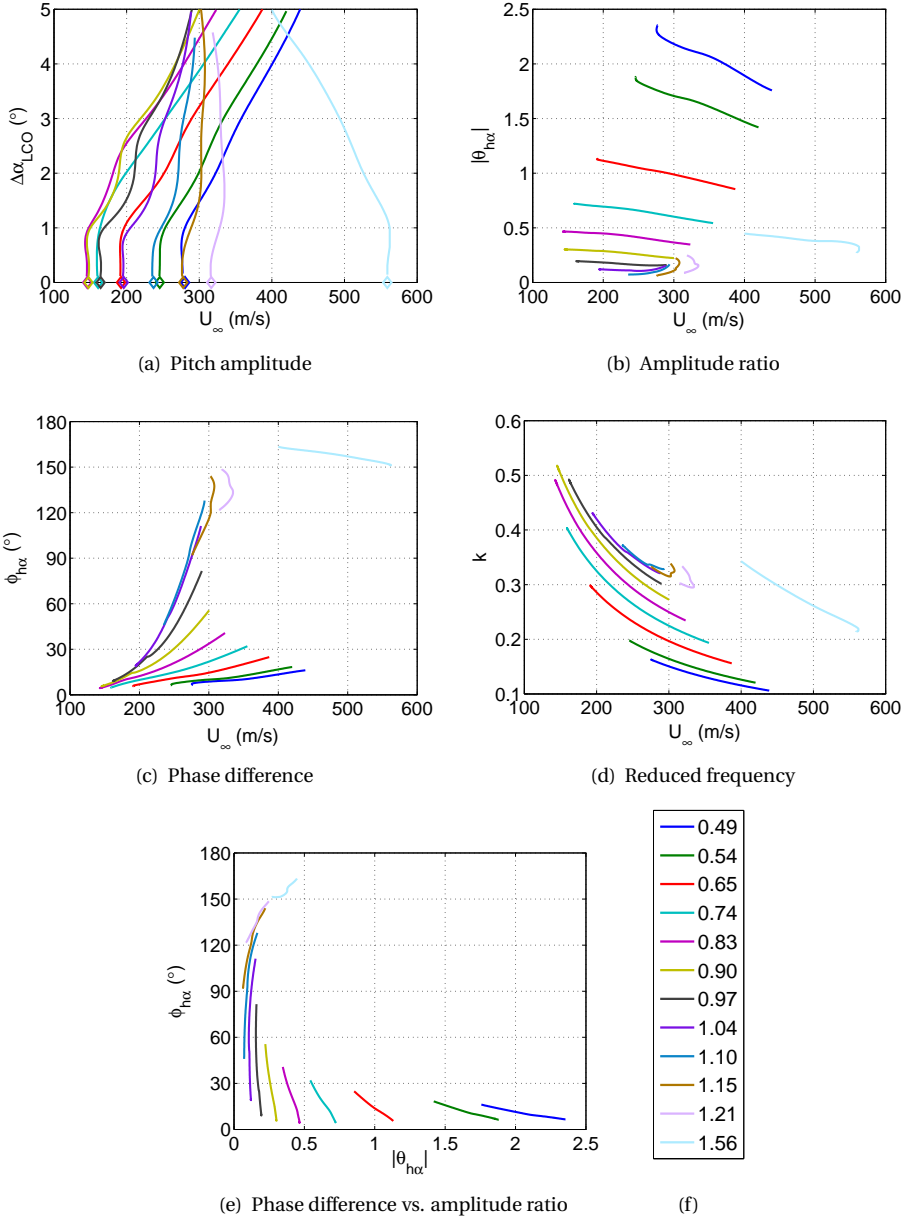 5
4
3
2
1
0
Δα_LCO (°)
100 200 300 400 500 600
U_∞ (m/s)
(a) Pitch amplitude
2.5
2
1.5
1
0.5
0
|θ_hα|
100 200 300 400 500 600
U_∞ (m/s)
(b) Amplitude ratio
180
150
120
90
60
30
0
ϕ_hα (°)
100 200 300 400 500 600
U_∞ (m/s)
(c) Phase difference
0.6
0.5
0.4
0.3
0.2
0.1
k
100 200 300 400 500 600
U_∞ (m/s)
(d) Reduced frequency
180
150
120
90
60
30
0
ϕ_hα (°)
0 0.5 1 1.5 2 2.5
|θ_hα|
(e) Phase difference vs. amplitude ratio
0.49
0.54
0.65
0.74
0.83
0.90
0.97
1.04
1.10
1.15
1.21
1.56
(f)